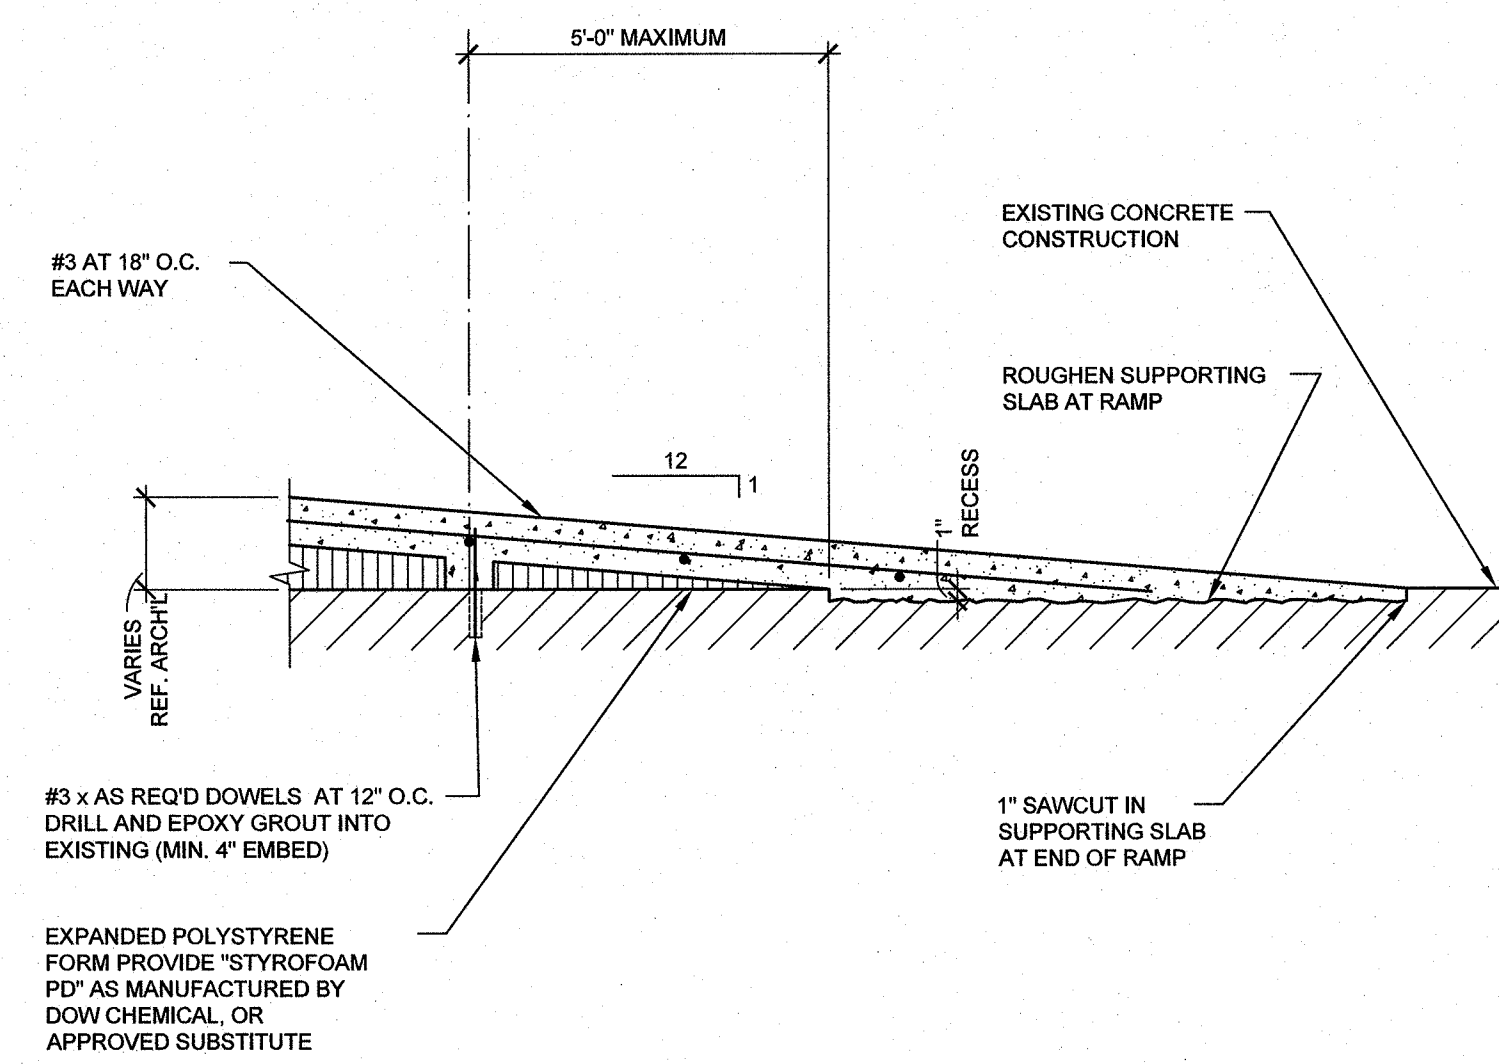 5'-0" MAXIMUM
EXISTING CONCRETE
CONSTRUCTION
#3 AT 18" O.C.
EACH WAY
ROUGHEN SUPPORTING
SLAB AT RAMP
12
1
1"
RECESS
VARIES
REF. ARCH'L
#3 x AS REQ'D DOWELS AT 12" O.C.
DRILL AND EPOXY GROUT INTO
EXISTING (MIN. 4" EMBED)
1" SAWCUT IN
SUPPORTING SLAB
AT END OF RAMP
EXPANDED POLYSTYRENE
FORM PROVIDE "STYROFOAM
PD" AS MANUFACTURED BY
DOW CHEMICAL, OR
APPROVED SUBSTITUTE